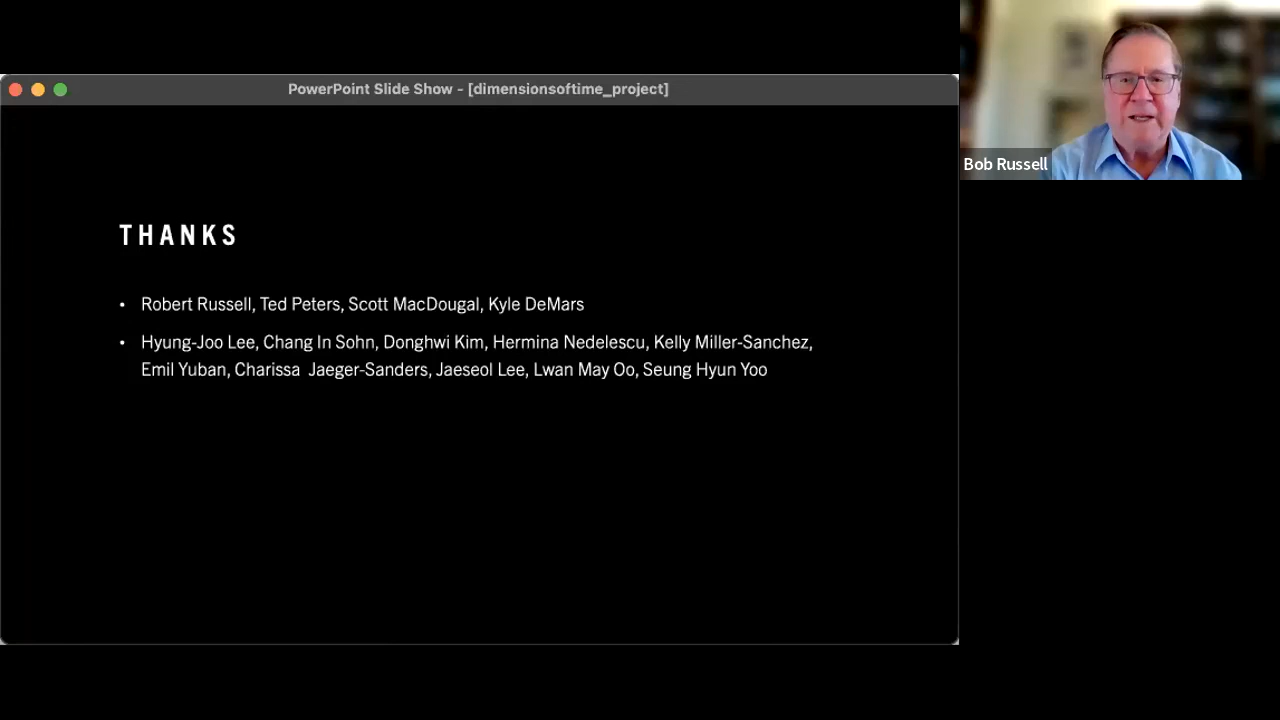 PowerPoint Slide Show - [dimensionsoftime_project]
Bob Russell
THANKS
• Robert Russell, Ted Peters, Scott MacDougal, Kyle DeMars
• Hyung-Joo Lee, Chang In Sohn, Donghwi Kim, Hermina Nedelescu, Kelly Miller-Sanchez,
Emil Yuban, Charissa Jaeger-Sanders, Jaeseol Lee, Lwan May Oo, Seung Hyun Yoo